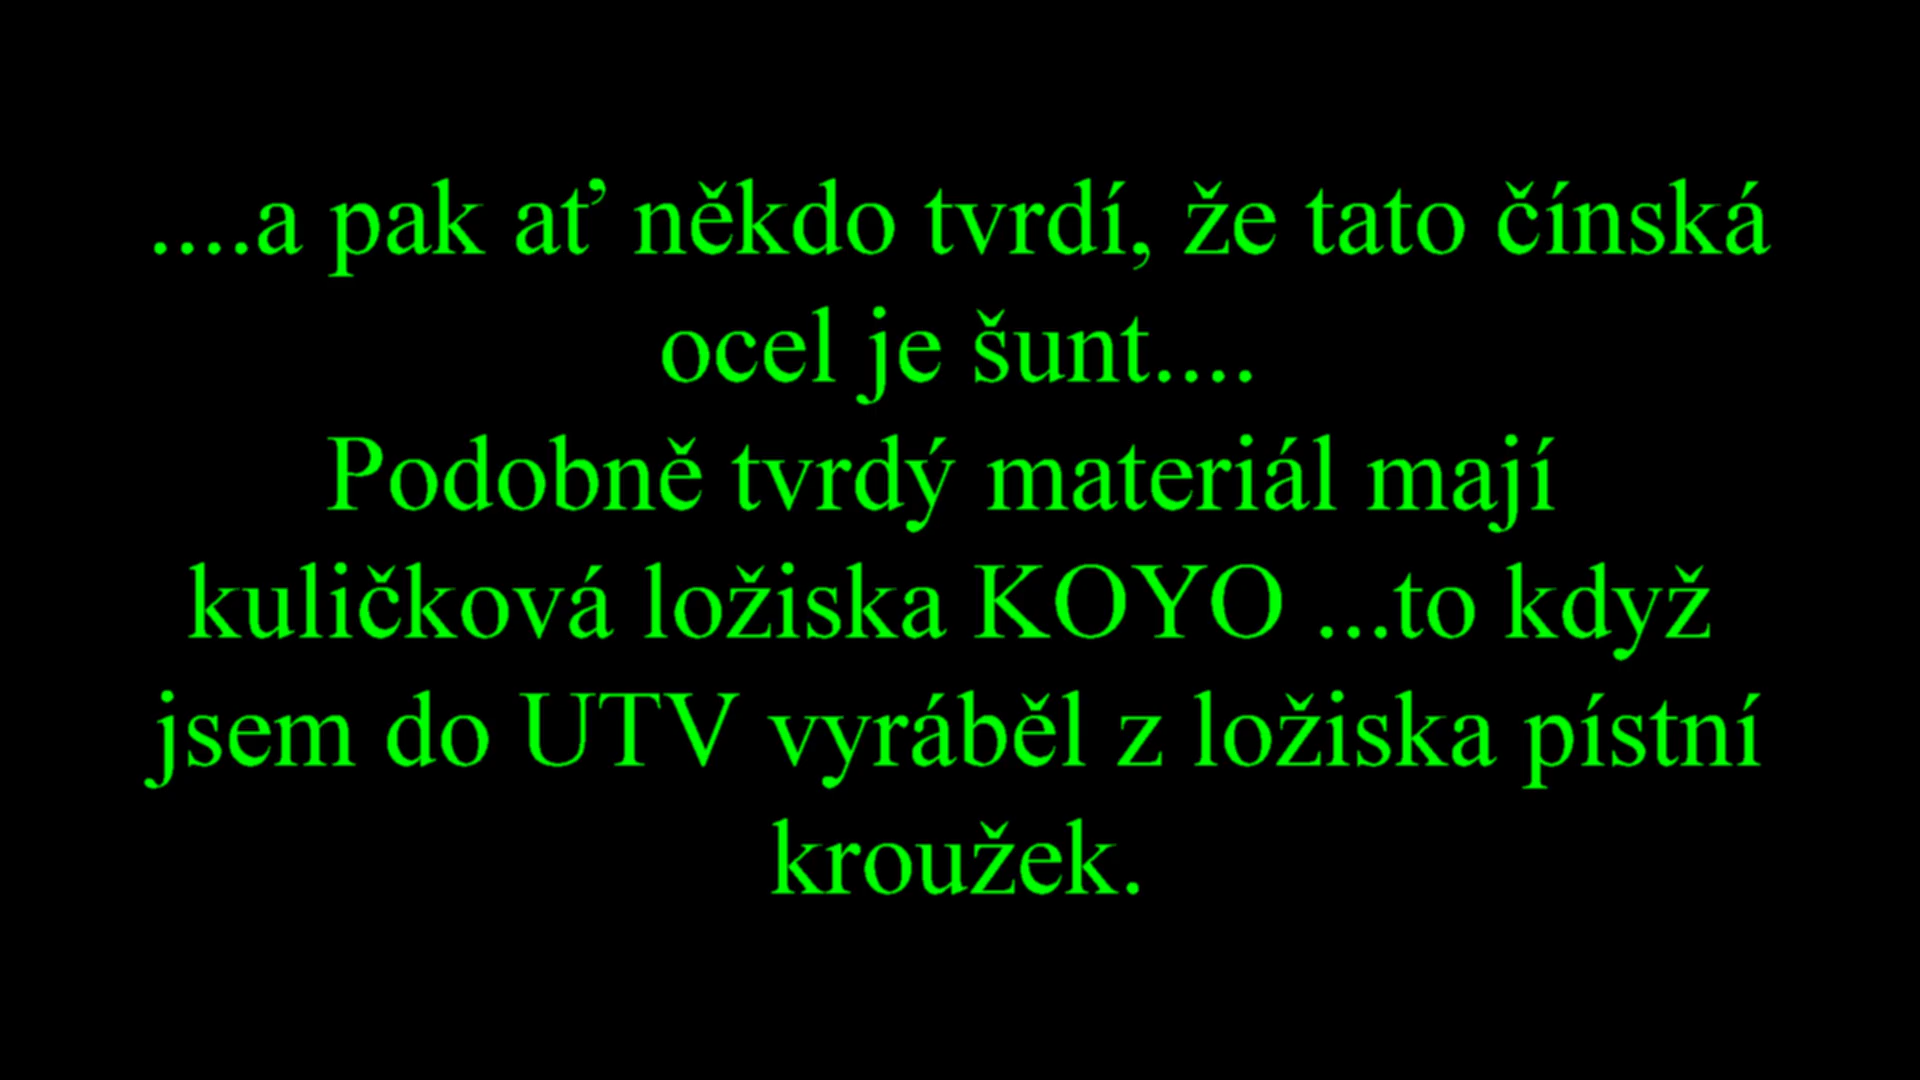 ....a pak ať někdo tvrdí, že tato čínská
ocel je šunt....
Podobně tvrdý materiál mají
kuličková ložiska KOYO ...to když
jsem do UTV vyráběl z ložiska pístní
kroužek.